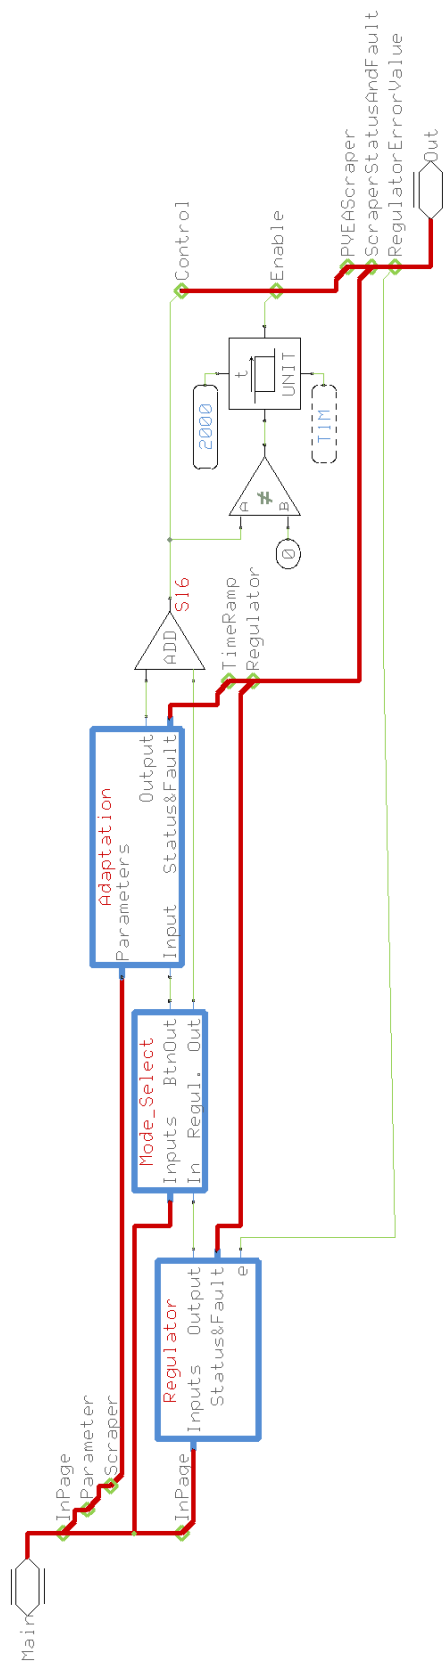 Main
InPage
Parameter
Scraper
InPage
Regulator
Inputs Output
Status&Fault
e
Mode_Select
Inputs BtnOut
In Regul. Out
Adaptation
Parameters
Output
Input Status&Fault
TimeRamp
Regulator
ADD
S16
A
B
≠
0
2000
t
UNIT
TIM
Control
Enable
PVEAScraper
ScraperStatusAndFault
RegulatorErrorValue
Out